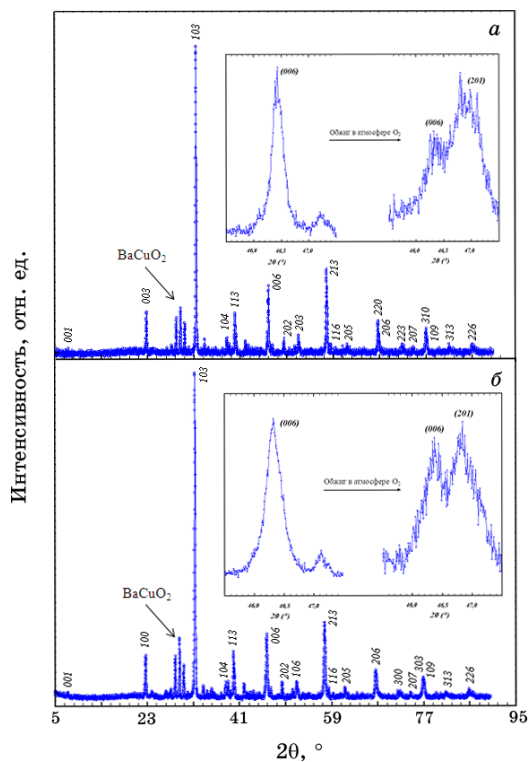 а
103
(006)
(201)
(006)
Обжиг в атмосфере O₂
46,0 46,5 47,0
46,0 46,5 47,0
2θ (°)
2θ (°)
BaCuO₂
001
003
104
113
006
202
203
213
116
205
220
206
223
207
310
109
313
226
б
103
(006)
(006)
(201)
Обжиг в атмосфере O₂
46,0 46,5 47,0
46,0 46,5 47,0
2θ (°)
2θ (°)
BaCuO₂
001
100
104
113
006
202
106
213
116
205
206
300
207
303
109
313
226
5 23 41 59 77 95
2θ, °
Интенсивность, отн. ед.